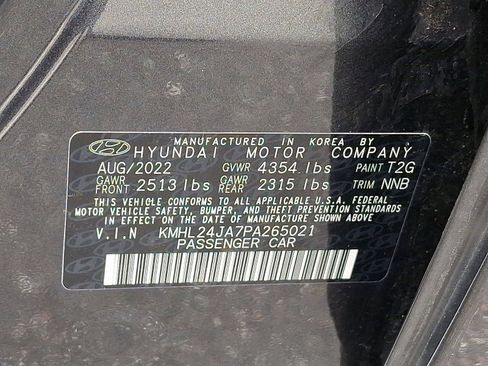 MANUFACTURED IN KOREA BY
HYUNDAI MOTOR COMPANY
AUG/2022 GVWR 4354 lbs PAINT T2G
GAWR FRONT 2513 lbs GAWR REAR 2315 lbs TRIM NNB
THIS VEHICLE CONFORMS TO ALL APPLICABLE U.S.A. FEDERAL
MOTOR VEHICLE SAFETY, BUMPER, AND THEFT PREVENTION STANDARDS
IN EFFECT ON THE DATE OF MANUFACTURE SHOWN ABOVE.
V.I.N KMHL24JA7PA265021
PASSENGER CAR